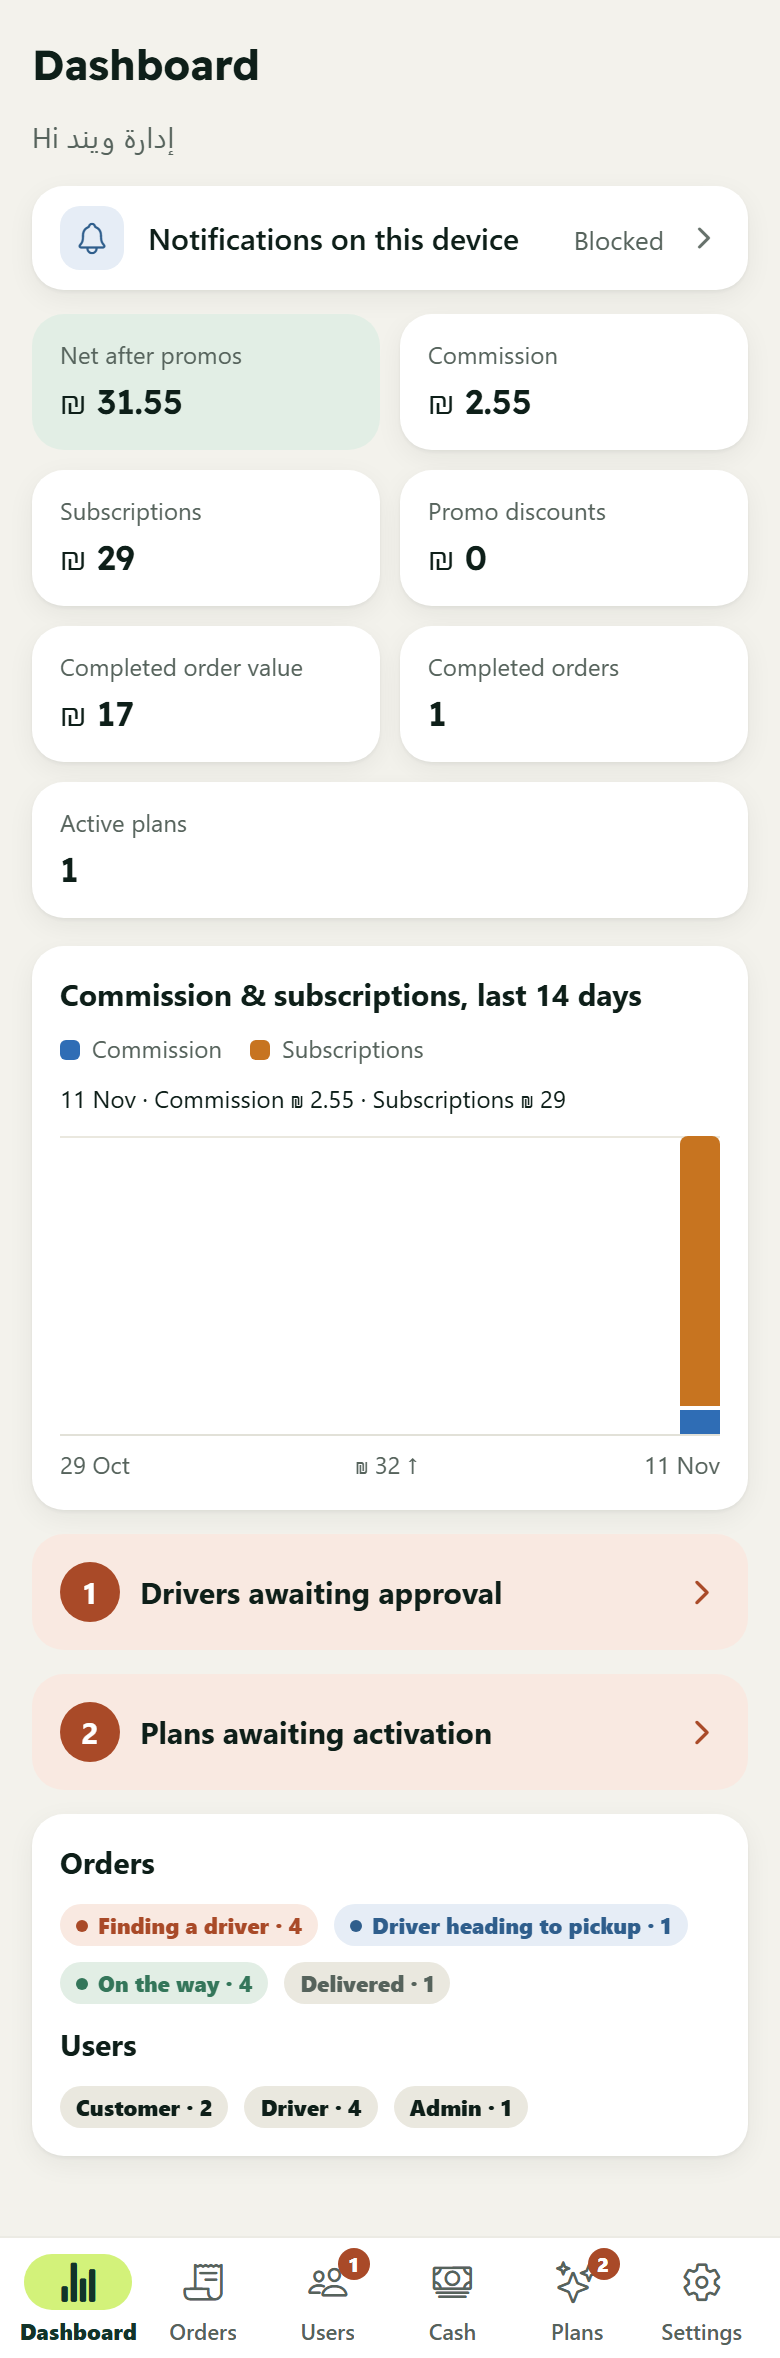 Dashboard
Hi إدارة ويند
Notifications on this device Blocked
Net after promos
₪ 31.55
Commission
₪ 2.55
Subscriptions
₪ 29
Promo discounts
₪ 0
Completed order value
₪ 17
Completed orders
1
Active plans
1
Commission & subscriptions, last 14 days
Commission Subscriptions
11 Nov · Commission ₪ 2.55 · Subscriptions ₪ 29
29 Oct ₪ 32 ↑ 11 Nov
1 Drivers awaiting approval
2 Plans awaiting activation
Orders
Finding a driver · 4 Driver heading to pickup · 1
On the way · 4 Delivered · 1
Users
Customer · 2 Driver · 4 Admin · 1
1 2
Dashboard Orders Users Cash Plans Settings